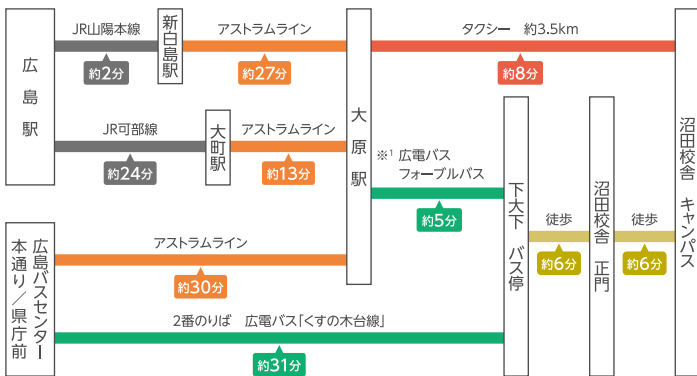 広島駅
JR山陽本線
約2分
新白島駅
アストラムライン
約27分
JR可部線
約24分
大町駅
アストラムライン
約13分
大原駅
タクシー 約3.5km
約8分
※1 広電バス
フォーブルバス
約5分
下大下 バス停
徒歩
約6分
沼田校舎 正門
徒歩
約6分
沼田校舎 キャンパス
広島バスセンター
本通り／県庁前
アストラムライン
約30分
2番のりば 広電バス「くすの木台線」
約31分